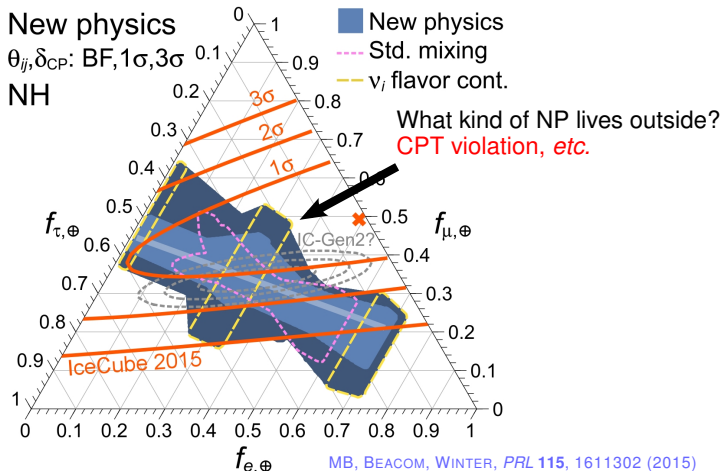 New physics
θij,δCP: BF,1σ,3σ
NH
New physics
Std. mixing
νi flavor cont.
What kind of NP lives outside?
CPT violation, etc.
0
0.1
0.2
0.3
0.4
0.5
0.6
0.7
0.8
0.9
1
1
0.9
0.8
0.7
0.6
0.5
0.4
0.3
0.2
0.1
0
3σ
2σ
1σ
fτ,⊕
fμ,⊕
IC-Gen2?
IceCube 2015
0 0.1 0.2 0.3 0.4 0.5 0.6 0.7 0.8 0.9 1
fe,⊕
MB, BEACOM, WINTER, PRL 115, 1611302 (2015)